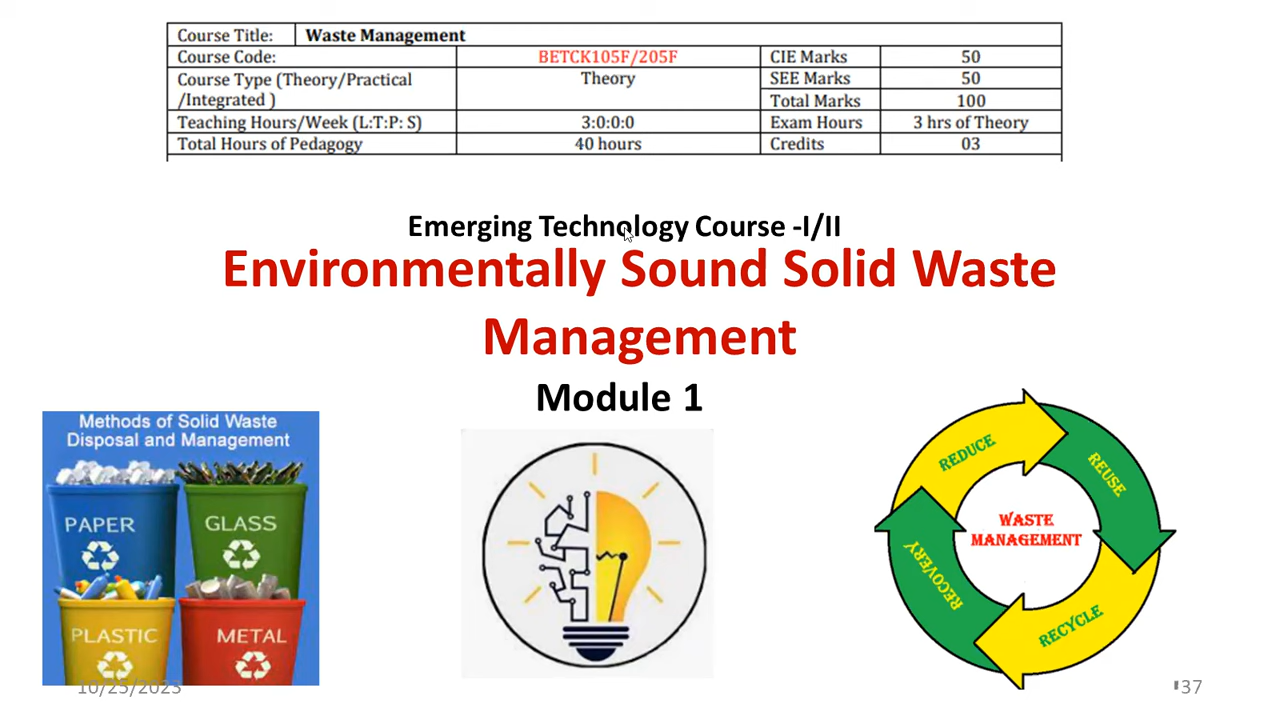 Course Title: Waste Management
Course Code: BETCK105F/205F CIE Marks 50
Course Type (Theory/Practical Theory SEE Marks 50
/Integrated ) Total Marks 100
Teaching Hours/Week (L:T:P: S) 3:0:0:0 Exam Hours 3 hrs of Theory
Total Hours of Pedagogy 40 hours Credits 03
Emerging Technology Course -I/II
Environmentally Sound Solid Waste
Management
Module 1
Methods of Solid Waste
Disposal and Management
PAPER GLASS
PLASTIC METAL
REDUCE
REUSE
WASTE
MANAGEMENT
RECOVERY
RECYCLE
10/25/2023
37